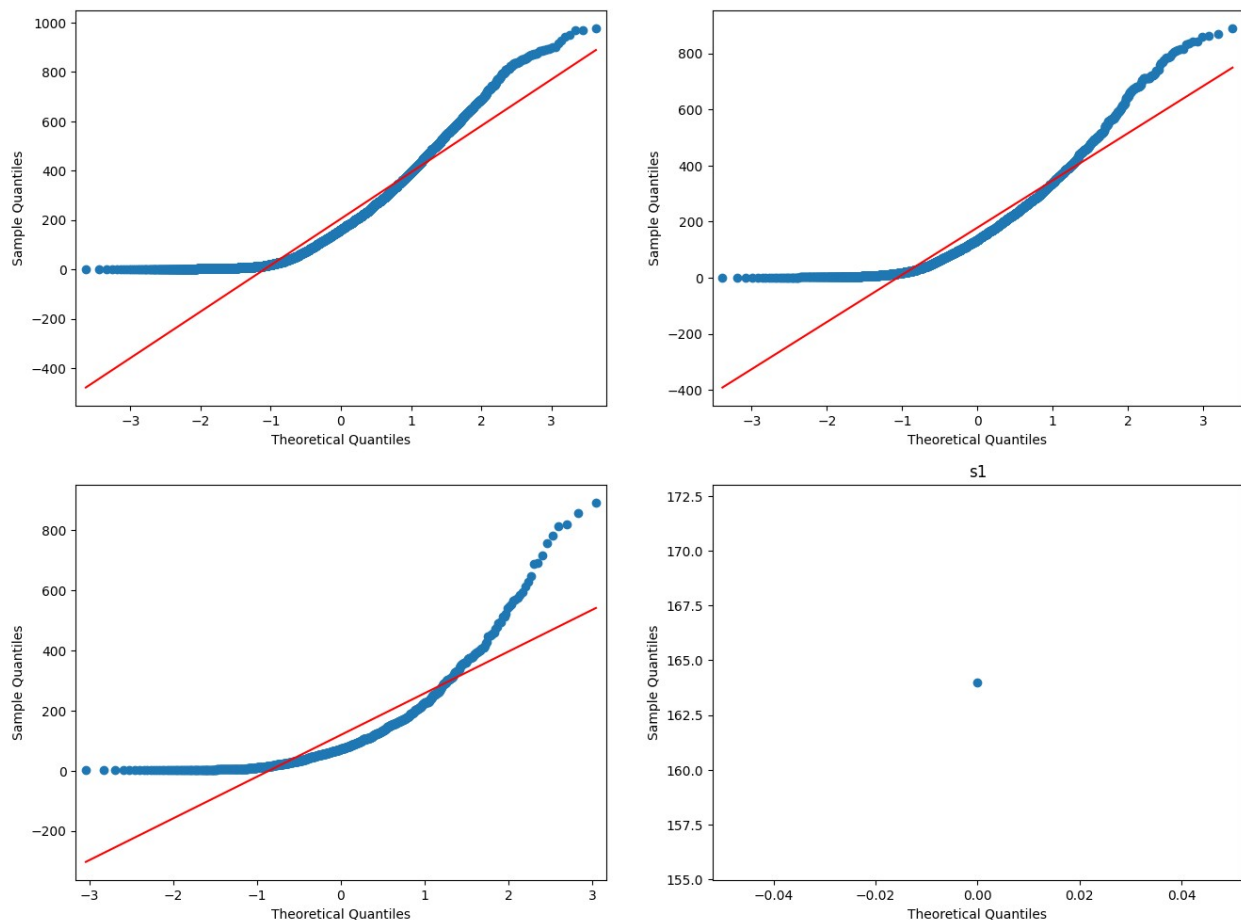 1000
800
600
400
200
0
−200
−400
Sample Quantiles
−3 −2 −1 0 1 2 3
Theoretical Quantiles
800
600
400
200
0
−200
−400
Sample Quantiles
−3 −2 −1 0 1 2 3
Theoretical Quantiles
800
600
400
200
0
−200
Sample Quantiles
−3 −2 −1 0 1 2 3
Theoretical Quantiles
s1
172.5
170.0
167.5
165.0
162.5
160.0
157.5
155.0
Sample Quantiles
−0.04 −0.02 0.00 0.02 0.04
Theoretical Quantiles